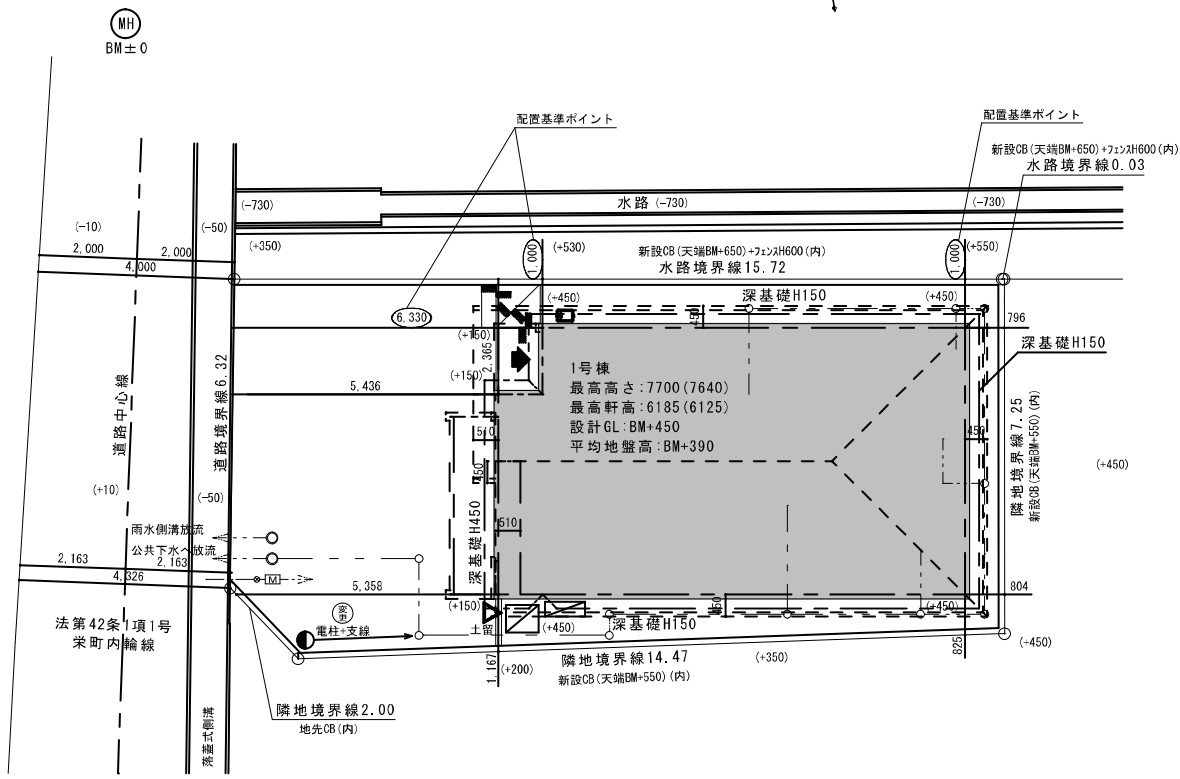 MH
BM±0
配置基準ポイント
配置基準ポイント
新設CB(天端BM+650)+フェンスH600(内)
水路境界線0.03
(-730)
水路(-730)
(-730)
(-10)
(-50)
(+350)
(+530)
(+550)
2,000
2,000
4,000
1,000
1,000
新設CB(天端BM+650)+フェンスH600(内)
水路境界線15.72
深基礎H150
(+450)
(+450)
6,330
450
796
(+150)
2,365
深基礎H150
(+150)
5,436
1号棟
最高高さ:7700(7640)
最高軒高:6185(6125)
設計GL:BM+450
平均地盤高:BM+390
道路中心線
道路境界線6.32
510
450
450
隣地境界線7.25
新設CB(天端BM+550)(内)
(+450)
(+10)
(-50)
深基礎H450
510
雨水側溝放流
公共下水へ放流
2,163
2,163
4,326
M
5,358
804
(+150)
450
(+450)
変更
電柱+支線
土留
(+450)
深基礎H150
法第42条1項1号
栄町内輪線
1,167
(+200)
隣地境界線14.47
新設CB(天端BM+550)(内)
(+350)
825
(+450)
隣地境界線2.00
地先CB(内)
落蓋式側溝